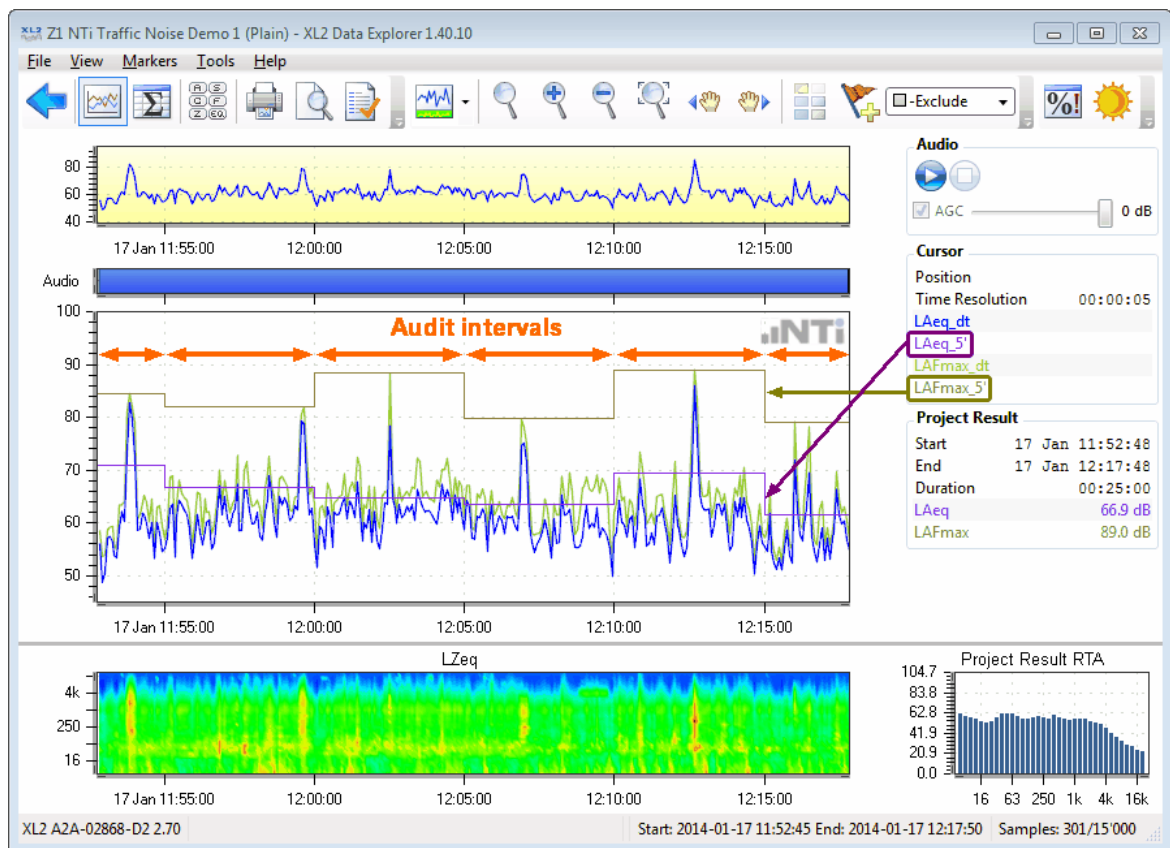 XL2 Z1 NTi Traffic Noise Demo 1 (Plain) - XL2 Data Explorer 1.40.10
File View Markers Tools Help
A S
C F
Z EQ
-Exclude
%!
80
60
40
17 Jan 11:55:00 12:00:00 12:05:00 12:10:00 12:15:00
Audio
100
90
80
70
60
50
Audit intervals
NTi
17 Jan 11:55:00 12:00:00 12:05:00 12:10:00 12:15:00
Audio
AGC 0 dB
Cursor
Position
Time Resolution 00:00:05
LAeq_dt
LAeq_5'
LAFmax_dt
LAFmax_5'
Project Result
Start 17 Jan 11:52:48
End 17 Jan 12:17:48
Duration 00:25:00
LAeq 66.9 dB
LAFmax 89.0 dB
LZeq
4k
250
16
17 Jan 11:55:00 12:00:00 12:05:00 12:10:00 12:15:00
Project Result RTA
104.7
83.8
62.8
41.9
20.9
0.0
16 63 250 1k 4k 16k
XL2 A2A-02868-D2 2.70 Start: 2014-01-17 11:52:45 End: 2014-01-17 12:17:50 Samples: 301/15'000